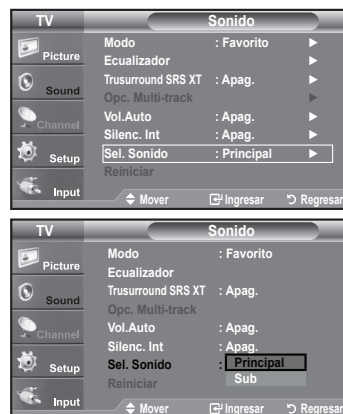 TV Sonido
Picture
Sound
Channel
Setup
Input
Modo : Favorito ►
Ecualizador ►
Trusurround SRS XT : Apag. ►
Opc. Multi-track ►
Vol.Auto : Apag. ►
Silenc. Int : Apag. ►
Sel. Sonido : Principal ►
Reiniciar
Mover Ingresar Regresar
TV Sonido
Picture
Sound
Channel
Setup
Input
Modo : Favorito
Ecualizador
Trusurround SRS XT : Apag.
Opc. Multi-track
Vol.Auto : Apag.
Silenc. Int : Apag.
Sel. Sonido : Principal
Sub
Reiniciar
Mover Ingresar Regresar